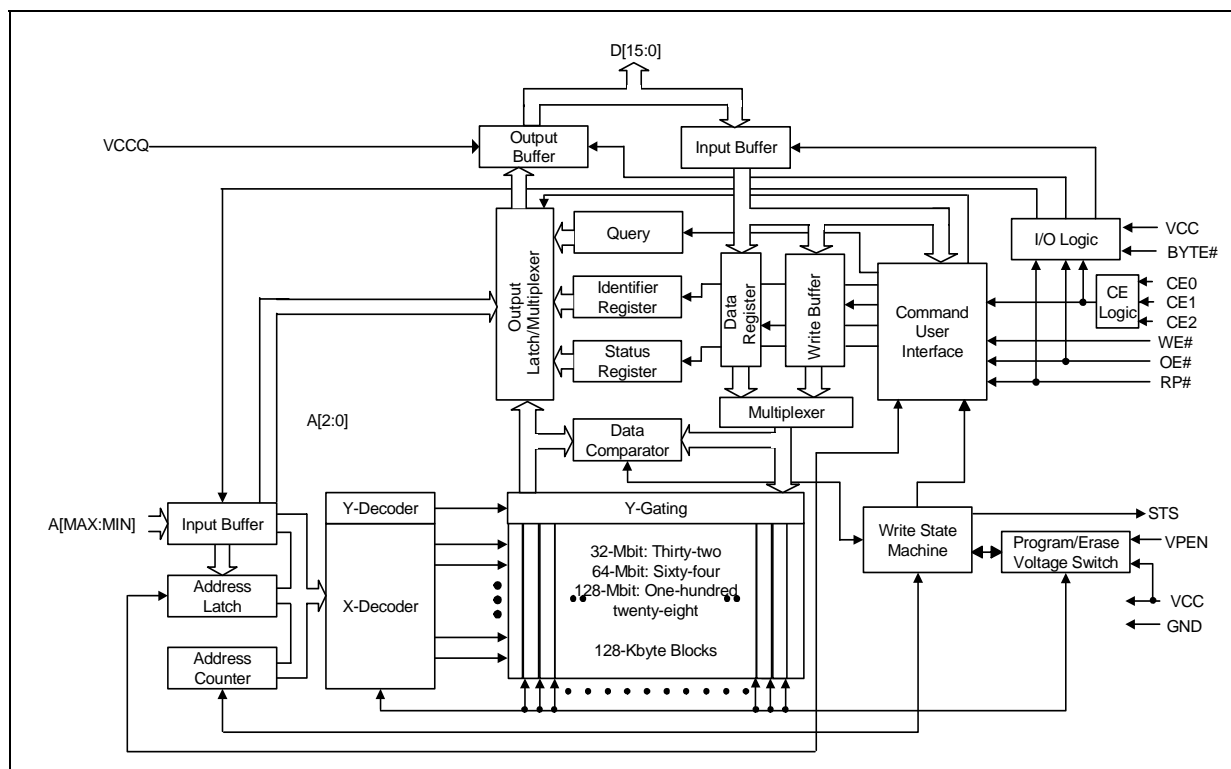 D[15:0]
VCCQ
Output
Buffer
Input Buffer
Output
Latch/Multiplexer
Query
Identifier
Register
Status
Register
Data
Register
Write Buffer
Command
User
Interface
I/O Logic
VCC
BYTE#
CE
Logic
CE0
CE1
CE2
WE#
OE#
RP#
Multiplexer
Data
Comparator
A[2:0]
A[MAX:MIN]
Input Buffer
Address
Latch
Address
Counter
Y-Decoder
X-Decoder
Y-Gating
32-Mbit: Thirty-two
64-Mbit: Sixty-four
128-Mbit: One-hundred
twenty-eight
128-Kbyte Blocks
Write State
Machine
Program/Erase
Voltage Switch
STS
VPEN
VCC
GND